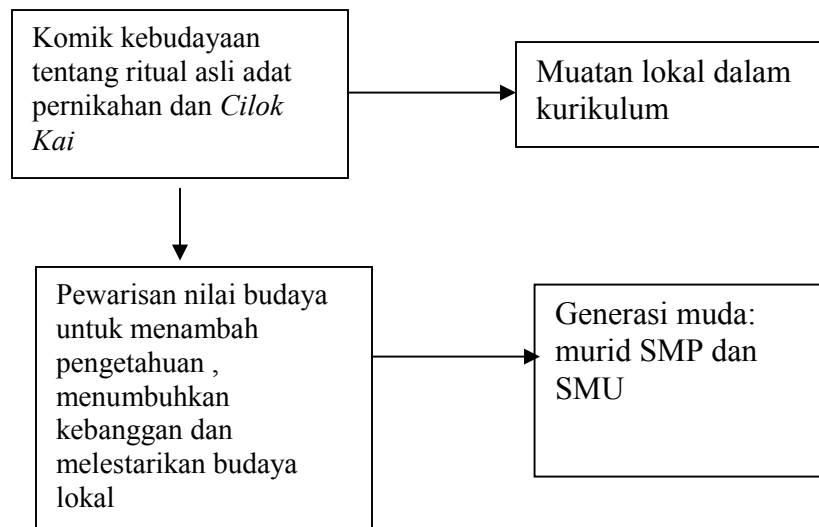 Komik kebudayaan
tentang ritual asli adat
pernikahan dan Cilok
Kai
Muatan lokal dalam
kurikulum
Pewarisan nilai budaya
untuk menambah
pengetahuan ,
menumbuhkan
kebanggan dan
melestarikan budaya
lokal
Generasi muda:
murid SMP dan
SMU